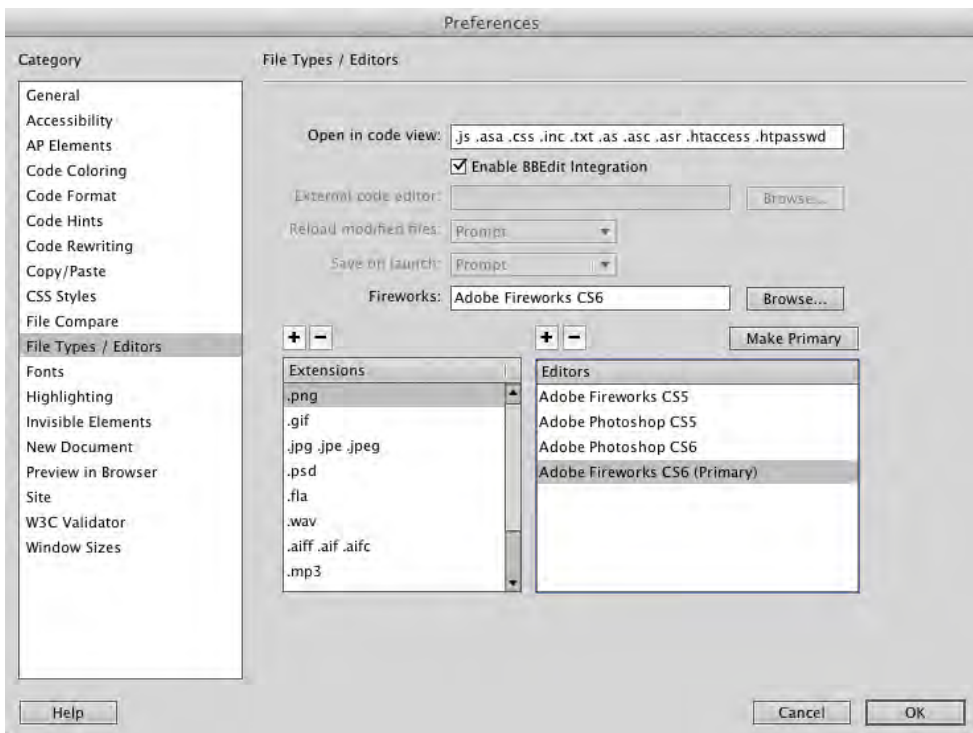 Preferences
Category
General
Accessibility
AP Elements
Code Coloring
Code Format
Code Hints
Code Rewriting
Copy/Paste
CSS Styles
File Compare
File Types / Editors
Fonts
Highlighting
Invisible Elements
New Document
Preview in Browser
Site
W3C Validator
Window Sizes
File Types / Editors
Open in code view: .js .asa .css .inc .txt .as .asc .asr .htaccess .htpasswd
Enable BBEdit Integration
External code editor: Browse...
Reload modified files: Prompt
Save on launch: Prompt
Fireworks: Adobe Fireworks CS6 Browse...
+ −
Extensions
.png
.gif
.jpg .jpe .jpeg
.psd
.fla
.wav
.aiff .aif .aifc
.mp3
+ − Make Primary
Editors
Adobe Fireworks CS5
Adobe Photoshop CS5
Adobe Photoshop CS6
Adobe Fireworks CS6 (Primary)
Help Cancel OK